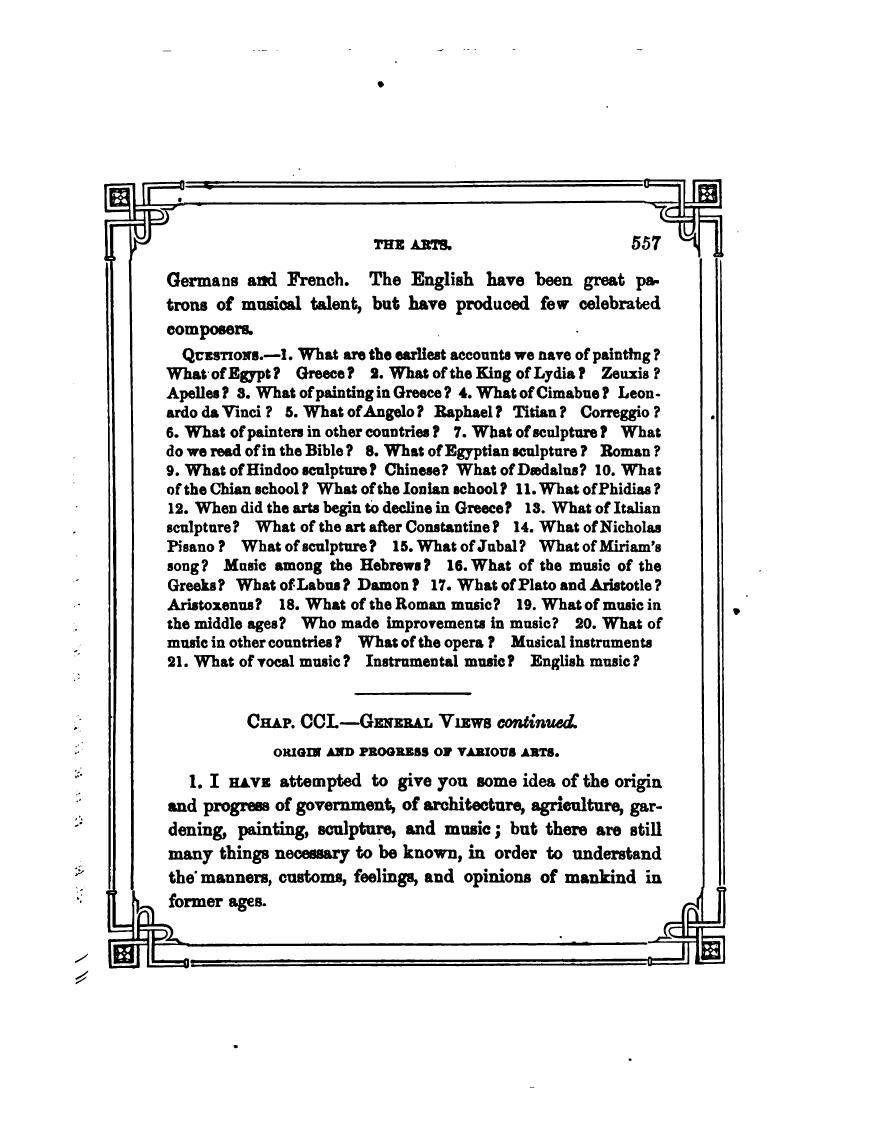 THE ARTS. 557
Germans and French. The English have been great pa-
trons of musical talent, but have produced few celebrated
composers.
QUESTIONS.—1. What are the earliest accounts we have of painting?
What of Egypt? Greece? 2. What of the King of Lydia? Zeuxis?
Apelles? 3. What of painting in Greece? 4. What of Cimabue? Leon-
ardo da Vinci? 5. What of Angelo? Raphael? Titian? Correggio?
6. What of painters in other countries? 7. What of sculpture? What
do we read of in the Bible? 8. What of Egyptian sculpture? Roman?
9. What of Hindoo sculpture? Chinese? What of Dædalus? 10. What
of the Chian school? What of the Ionian school? 11. What of Phidias?
12. When did the arts begin to decline in Greece? 13. What of Italian
sculpture? What of the art after Constantine? 14. What of Nicholas
Pisano? What of sculpture? 15. What of Jubal? What of Miriam's
song? Music among the Hebrews? 16. What of the music of the
Greeks? What of Labus? Damon? 17. What of Plato and Aristotle?
Aristoxenus? 18. What of the Roman music? 19. What of music in
the middle ages? Who made improvements in music? 20. What of
music in other countries? What of the opera? Musical instruments
21. What of vocal music? Instrumental music? English music?
CHAP. CCI.—GENERAL VIEWS continued.
ORIGIN AND PROGRESS OF VARIOUS ARTS.
1. I HAVE attempted to give you some idea of the origin
and progress of government, of architecture, agriculture, gar-
dening, painting, sculpture, and music; but there are still
many things necessary to be known, in order to understand
the manners, customs, feelings, and opinions of mankind in
former ages.